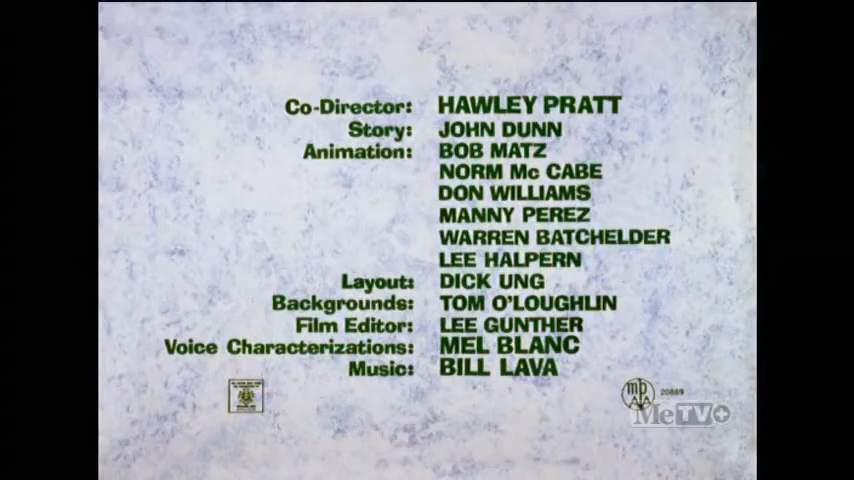 Co-Director: HAWLEY PRATT
Story: JOHN DUNN
Animation: BOB MATZ
NORM Mc CABE
DON WILLIAMS
MANNY PEREZ
WARREN BATCHELDER
LEE HALPERN
Layout: DICK UNG
Backgrounds: TOM O'LOUGHLIN
Film Editor: LEE GUNTHER
Voice Characterizations: MEL BLANC
Music: BILL LAVA
20889
MeTV+